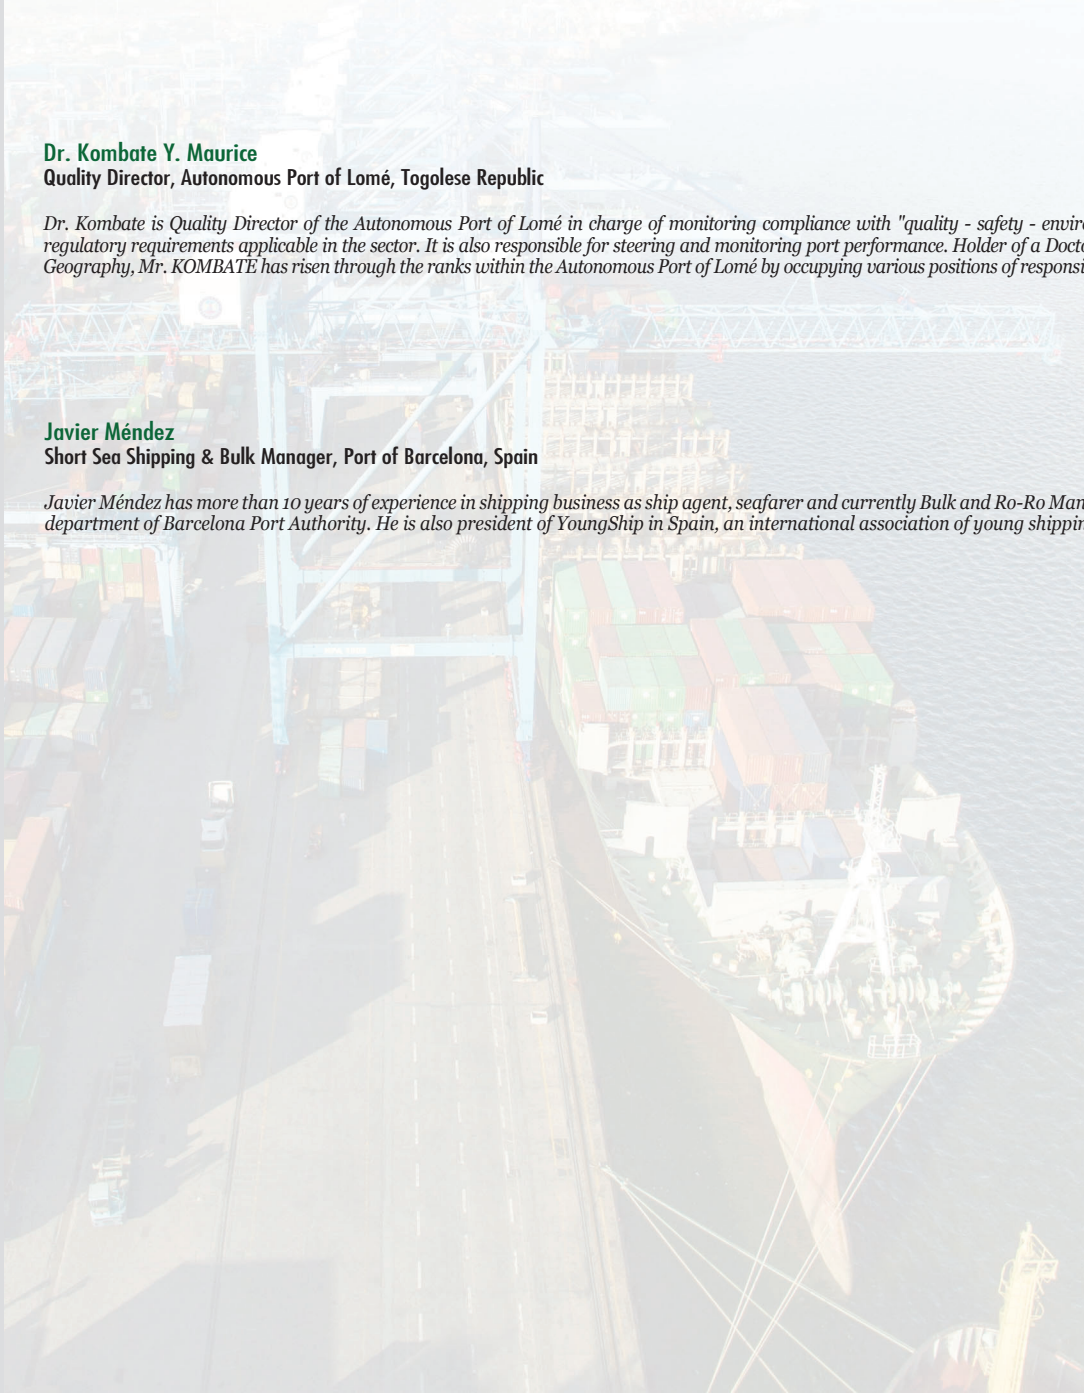 Dr. Kombate Y. Maurice
Quality Director, Autonomous Port of Lomé, Togolese Republic
Dr. Kombate is Quality Director of the Autonomous Port of Lomé in charge of monitoring compliance with "quality - safety - enviro
regulatory requirements applicable in the sector. It is also responsible for steering and monitoring port performance. Holder of a Docto
Geography, Mr. KOMBATE has risen through the ranks within the Autonomous Port of Lomé by occupying various positions of responsi
Javier Méndez
Short Sea Shipping & Bulk Manager, Port of Barcelona, Spain
Javier Méndez has more than 10 years of experience in shipping business as ship agent, seafarer and currently Bulk and Ro-Ro Man
department of Barcelona Port Authority. He is also president of YoungShip in Spain, an international association of young shippin